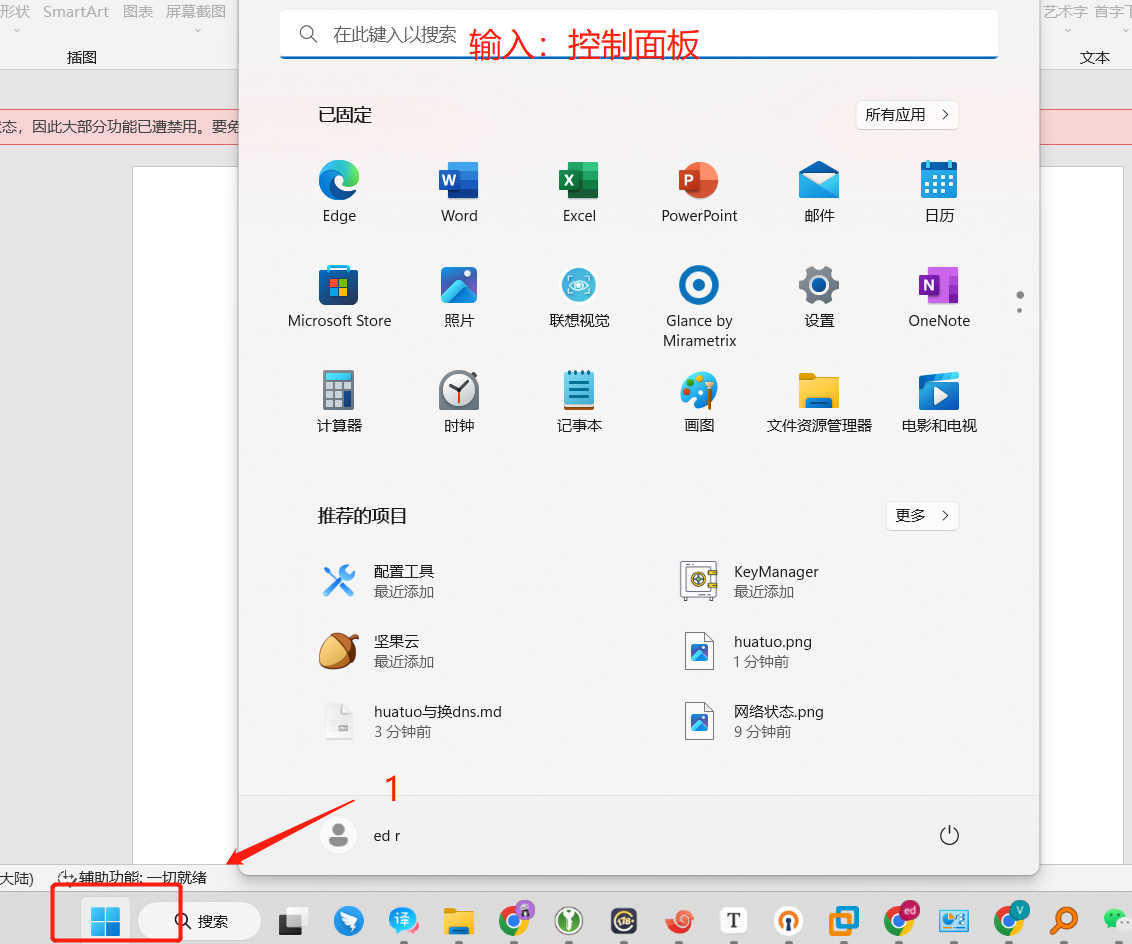 形状 SmartArt 图表 屏幕截图
艺术字 首字下
插图
文本
在此键入以搜索
输入：控制面板
态，因此大部分功能已遭禁用。要免
已固定
所有应用
Edge
Word
Excel
PowerPoint
邮件
日历
Microsoft Store
照片
联想视觉
Glance by
Mirametrix
设置
OneNote
计算器
时钟
记事本
画图
文件资源管理器
电影和电视
推荐的项目
更多
配置工具
最近添加
KeyManager
最近添加
坚果云
最近添加
huatuo.png
1 分钟前
huatuo与换dns.md
3 分钟前
网络状态.png
9 分钟前
1
ed r
大陆)
辅助功能: 一切就绪
搜索
译
T
ed
V